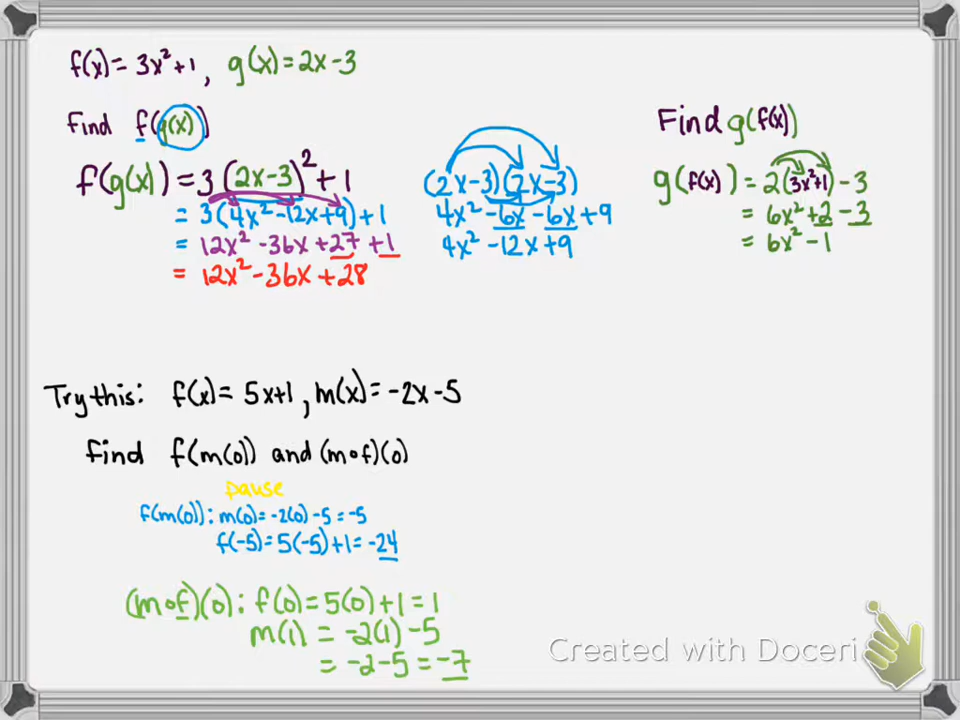 f(x) = 3x² + 1, g(x) = 2x - 3
Find f(g(x))
f(g(x)) = 3(2x-3)² + 1
= 3(4x² - 12x + 9) + 1
= 12x² - 36x + 27 + 1
= 12x² - 36x + 28
(2x-3)(2x-3)
4x² - 6x - 6x + 9
4x² - 12x + 9
Find g(f(x))
g(f(x)) = 2(3x²+1) - 3
= 6x² + 2 - 3
= 6x² - 1
Try this: f(x) = 5x+1, m(x) = -2x - 5
Find f(m(0)) and (m∘f)(0)
pause
f(m(0)): m(0) = -2(0) - 5 = -5
f(-5) = 5(-5) + 1 = -24
(m∘f)(0): f(0) = 5(0) + 1 = 1
m(1) = -2(1) - 5
= -2 - 5 = -7
Created with Doceri